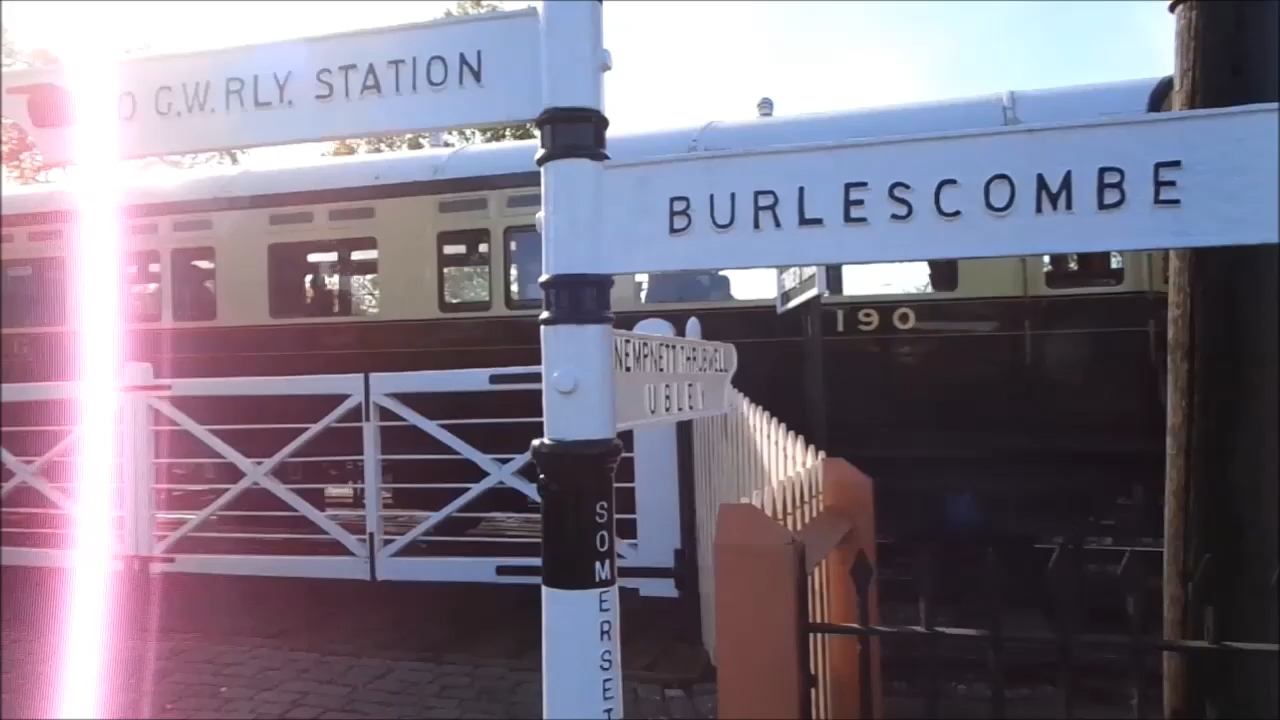 G.W.RLY. STATION
BURLESCOMBE
190
NEMPNETT THRUBWELL
UBLEY
SOMERSET